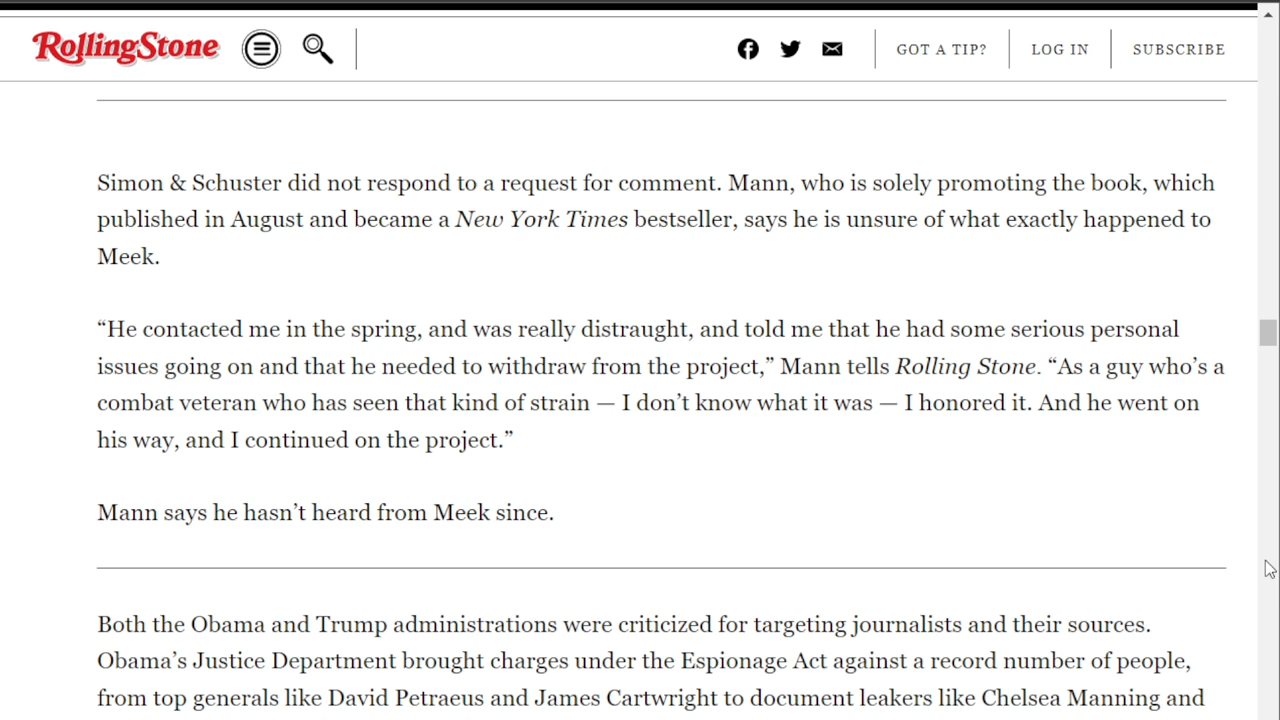 RollingStone
GOT A TIP?
LOG IN
SUBSCRIBE
Simon & Schuster did not respond to a request for comment. Mann, who is solely promoting the book, which
published in August and became a New York Times bestseller, says he is unsure of what exactly happened to
Meek.
“He contacted me in the spring, and was really distraught, and told me that he had some serious personal
issues going on and that he needed to withdraw from the project,” Mann tells Rolling Stone. “As a guy who’s a
combat veteran who has seen that kind of strain — I don’t know what it was — I honored it. And he went on
his way, and I continued on the project.”
Mann says he hasn’t heard from Meek since.
Both the Obama and Trump administrations were criticized for targeting journalists and their sources.
Obama’s Justice Department brought charges under the Espionage Act against a record number of people,
from top generals like David Petraeus and James Cartwright to document leakers like Chelsea Manning and